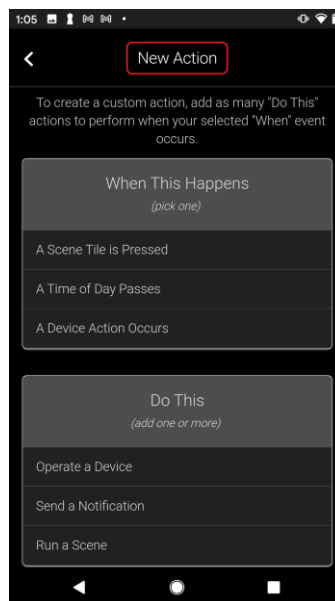 1:05
New Action
To create a custom action, add as many "Do This"
actions to perform when your selected "When" event
occurs.
When This Happens
(pick one)
A Scene Tile is Pressed
A Time of Day Passes
A Device Action Occurs
Do This
(add one or more)
Operate a Device
Send a Notification
Run a Scene